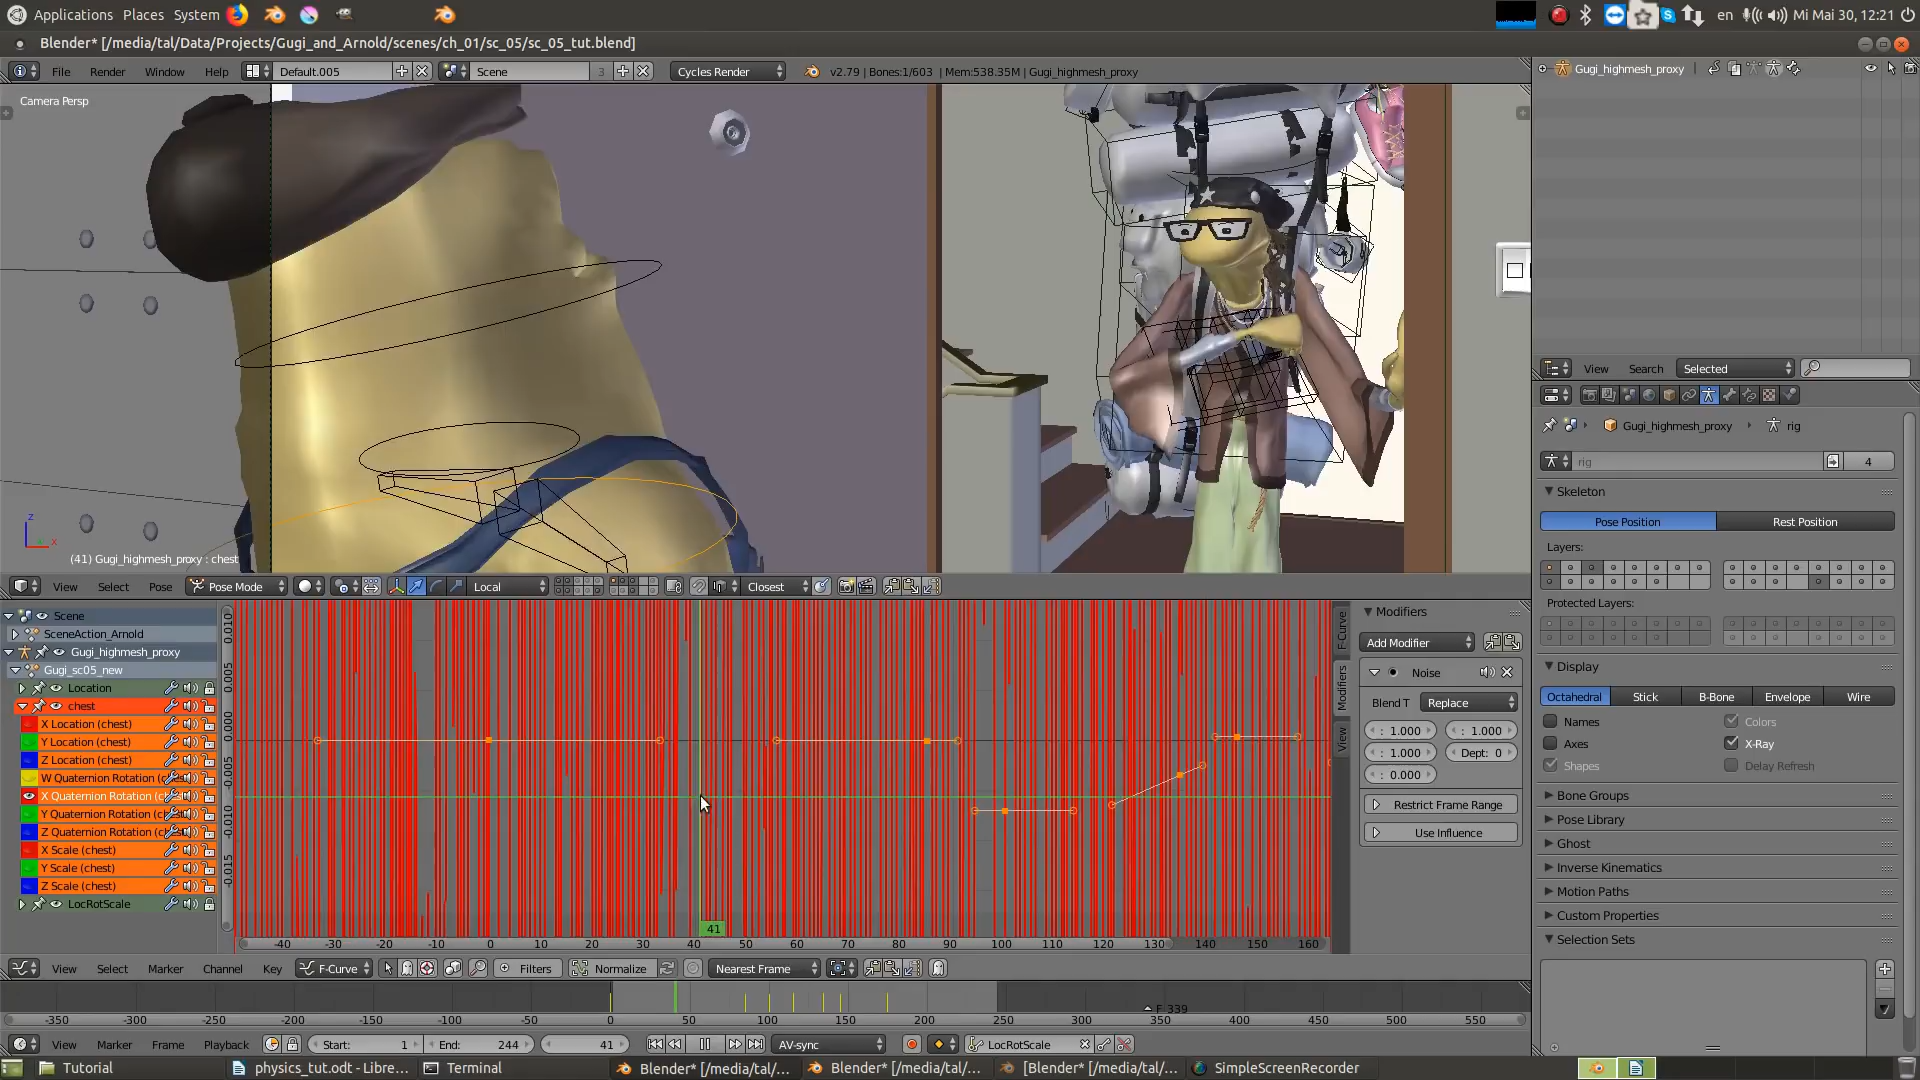 Applications Places System
en Mi Mai 30, 12:21
Blender* [/media/tal/Data/Projects/Gugi_and_Arnold/scenes/ch_01/sc_05/sc_05_tut.blend]
File Render Window Help Default.005 Scene 3 Cycles Render v2.79 | Bones:1/603 | Mem:538.35M | Gugi_highmesh_proxy
Gugi_highmesh_proxy
Camera Persp
z
x
(41) Gugi_highmesh_proxy : chest
View Select Pose Pose Mode Local Closest
View Search Selected
Gugi_highmesh_proxy rig
rig 4
Skeleton
Pose Position Rest Position
Layers:
Protected Layers:
Display
Octahedral Stick B-Bone Envelope Wire
Names Colors
Axes X-Ray
Shapes Delay Refresh
Bone Groups
Pose Library
Ghost
Inverse Kinematics
Motion Paths
Custom Properties
Selection Sets
Scene
SceneAction_Arnold
Gugi_highmesh_proxy
Gugi_sc05_new
Location
chest
X Location (chest)
Y Location (chest)
Z Location (chest)
W Quaternion Rotation (
X Quaternion Rotation (
Y Quaternion Rotation (
Z Quaternion Rotation (
X Scale (chest)
Y Scale (chest)
Z Scale (chest)
LocRotScale
0.010
0.005
0.000
-0.005
-0.010
-0.015
41
-40 -30 -20 -10 0 10 20 30 40 50 60 70 80 90 100 110 120 130 140 150 160
F-Curve
Modifiers
View
Modifiers
Add Modifier
Noise
Blend T Replace
1.000 1.000
1.000 Dept: 0
0.000
Restrict Frame Range
Use Influence
View Select Marker Channel Key F-Curve Filters Normalize Nearest Frame
F_339
-350 -300 -250 -200 -150 -100 -50 0 50 100 150 200 250 300 350 400 450 500 550
View Marker Frame Playback Start: 1 End: 244 41 AV-sync LocRotScale
Tutorial physics_tut.odt - Libre... Terminal Blender* [/media/tal/... Blender* [/media/tal/... [Blender* [/media/tal/... SimpleScreenRecorder